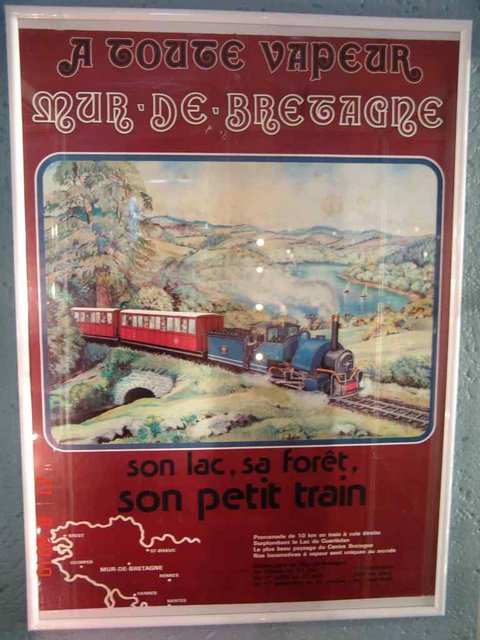 A TOUTE VAPEUR
MUR·DE·BRETAGNE
son lac, sa forêt,
son petit train
Promenade de 10 km en train à voie étroite
Surplombant le Lac de Guerlédan
Le plus beau paysage du Centre Bretagne
Nos locomotives à vapeur sont uniques au monde
BREST
ST-BRIEUC
QUIMPER
MUR-DE-BRETAGNE
RENNES
VANNES
NANTES